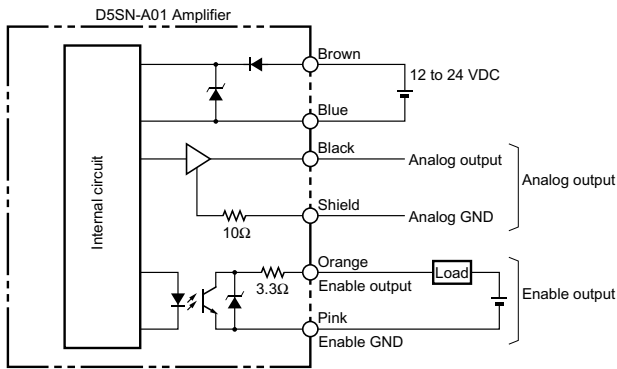 D5SN-A01 Amplifier
Internal circuit
Brown
12 to 24 VDC
Blue
Black
Analog output
Analog output
Shield
Analog GND
10Ω
Orange
Load
3.3Ω
Enable output
Enable output
Pink
Enable GND